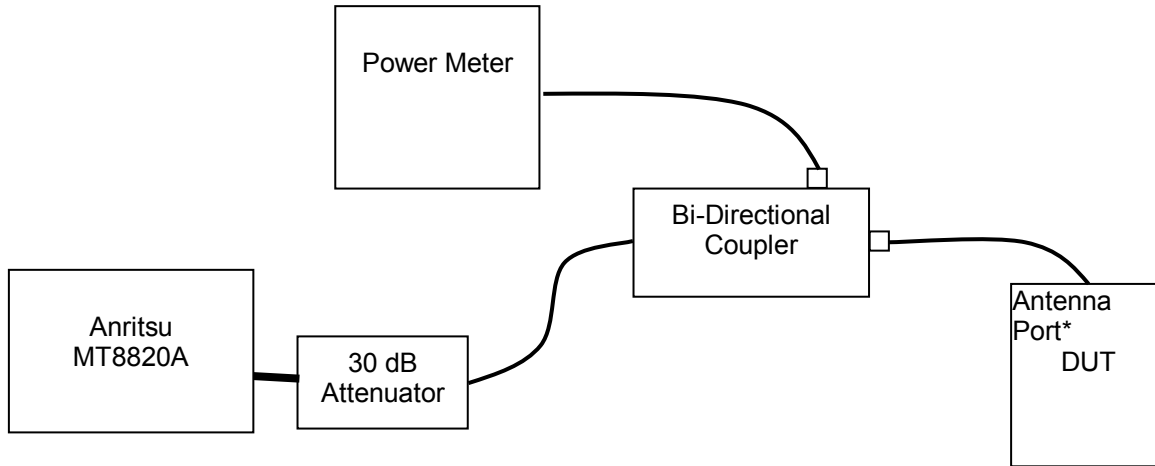 Power Meter
Bi-Directional
Coupler
Anritsu
MT8820A
30 dB
Attenuator
Antenna
Port*
DUT